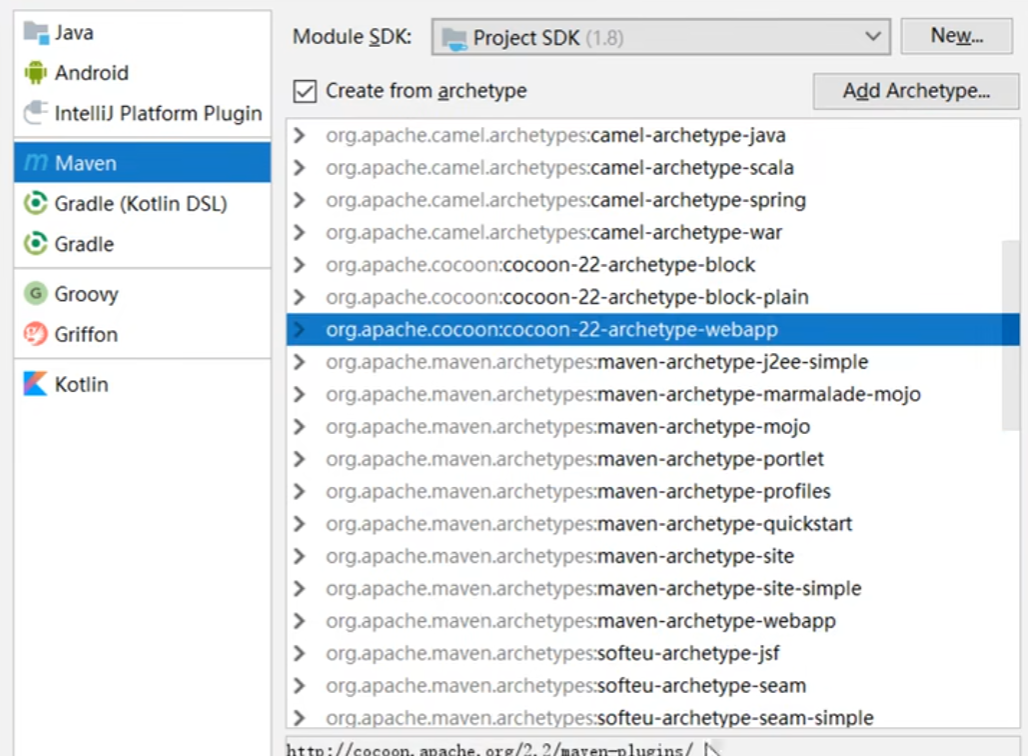 Java
Android
IntelliJ Platform Plugin
Maven
Gradle (Kotlin DSL)
Gradle
Groovy
Griffon
Kotlin
Module SDK: Project SDK (1.8) New...
Create from archetype Add Archetype...
org.apache.camel.archetypes:camel-archetype-java
org.apache.camel.archetypes:camel-archetype-scala
org.apache.camel.archetypes:camel-archetype-spring
org.apache.camel.archetypes:camel-archetype-war
org.apache.cocoon:cocoon-22-archetype-block
org.apache.cocoon:cocoon-22-archetype-block-plain
org.apache.cocoon:cocoon-22-archetype-webapp
org.apache.maven.archetypes:maven-archetype-j2ee-simple
org.apache.maven.archetypes:maven-archetype-marmalade-mojo
org.apache.maven.archetypes:maven-archetype-mojo
org.apache.maven.archetypes:maven-archetype-portlet
org.apache.maven.archetypes:maven-archetype-profiles
org.apache.maven.archetypes:maven-archetype-quickstart
org.apache.maven.archetypes:maven-archetype-site
org.apache.maven.archetypes:maven-archetype-site-simple
org.apache.maven.archetypes:maven-archetype-webapp
org.apache.maven.archetypes:softeu-archetype-jsf
org.apache.maven.archetypes:softeu-archetype-seam
org.apache.maven.archetypes:softeu-archetype-seam-simple
http://cocoon.apache.org/2.2/maven-plugins/